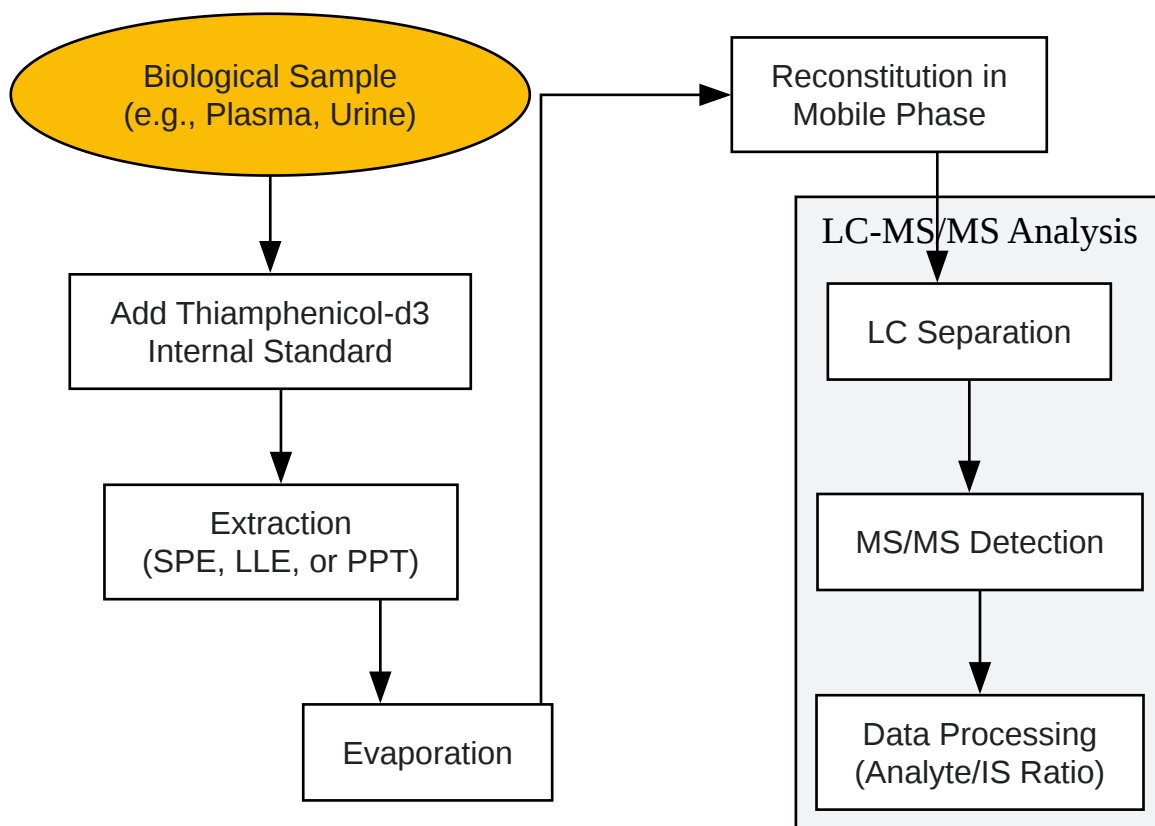 Biological Sample
(e.g., Plasma, Urine)
Add Thiamphenicol-d3
Internal Standard
Extraction
(SPE, LLE, or PPT)
Evaporation
Reconstitution in
Mobile Phase
LC-MS/MS Analysis
LC Separation
MS/MS Detection
Data Processing
(Analyte/IS Ratio)